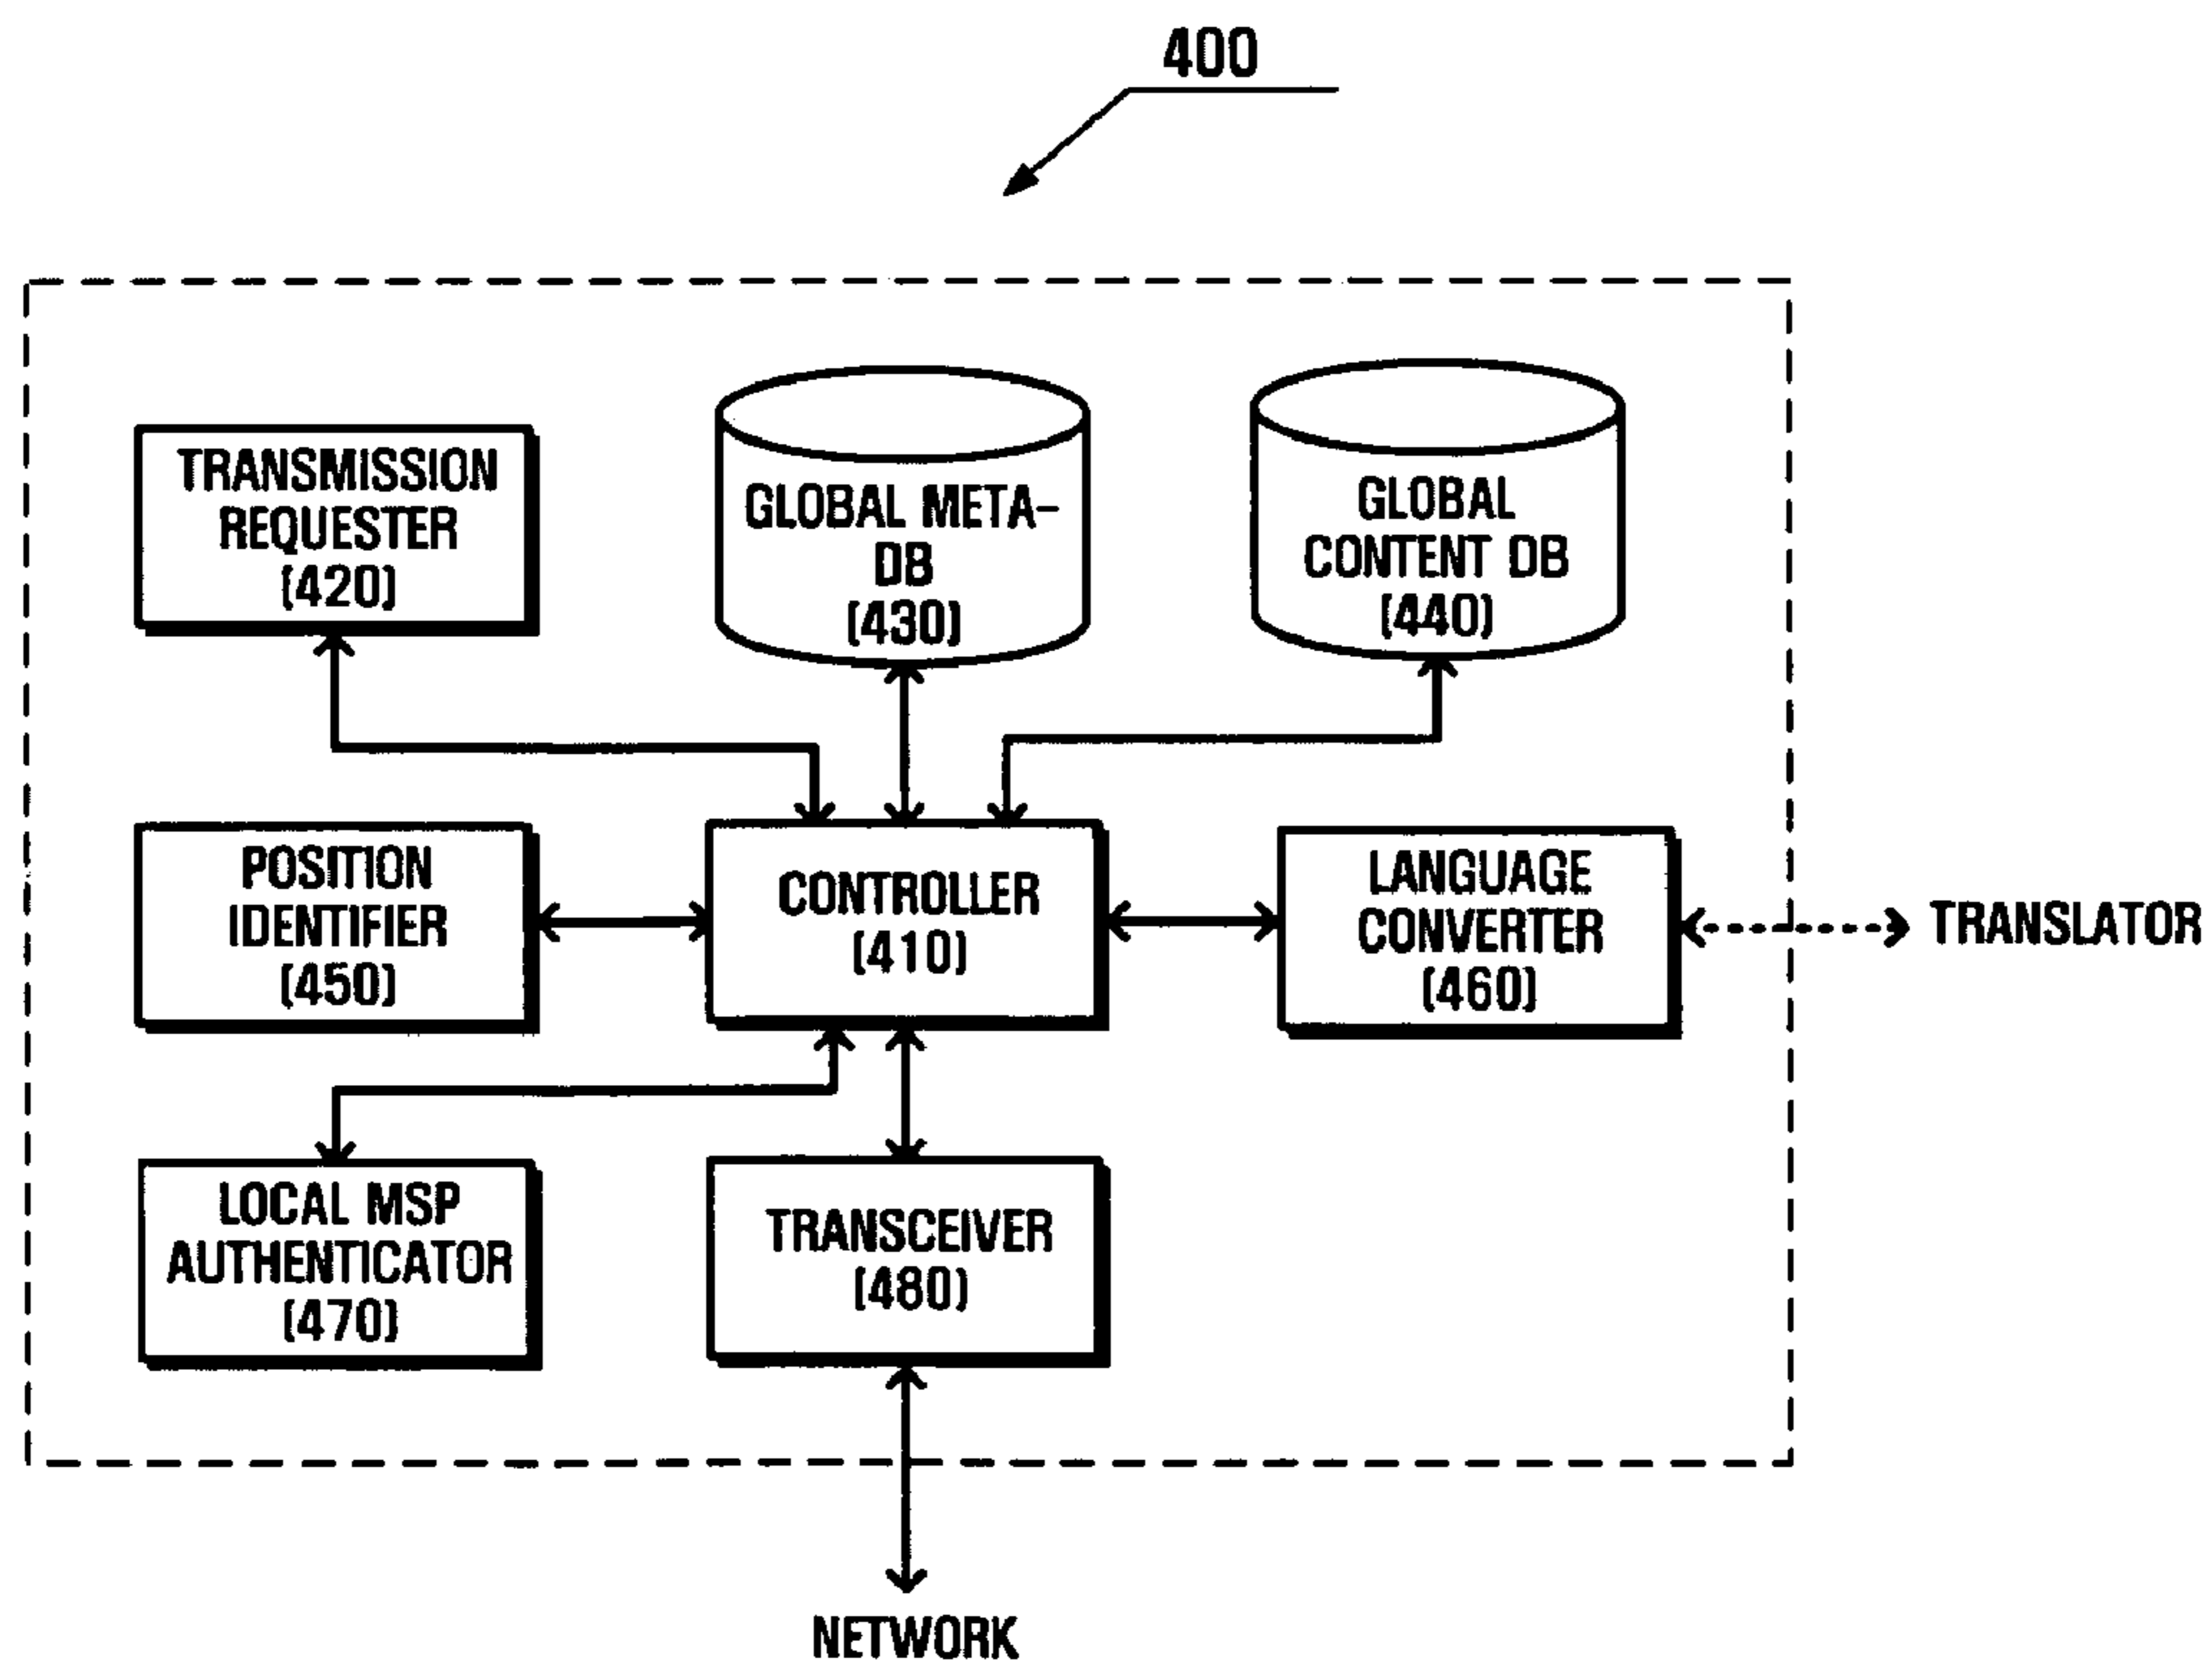 400
TRANSMISSION
REQUESTER
(420)
GLOBAL META-
DB
(430)
GLOBAL
CONTENT DB
(440)
POSITION
IDENTIFIER
(450)
CONTROLLER
(410)
LANGUAGE
CONVERTER
(460)
TRANSLATOR
LOCAL MSP
AUTHENTICATOR
(470)
TRANSCEIVER
(480)
NETWORK